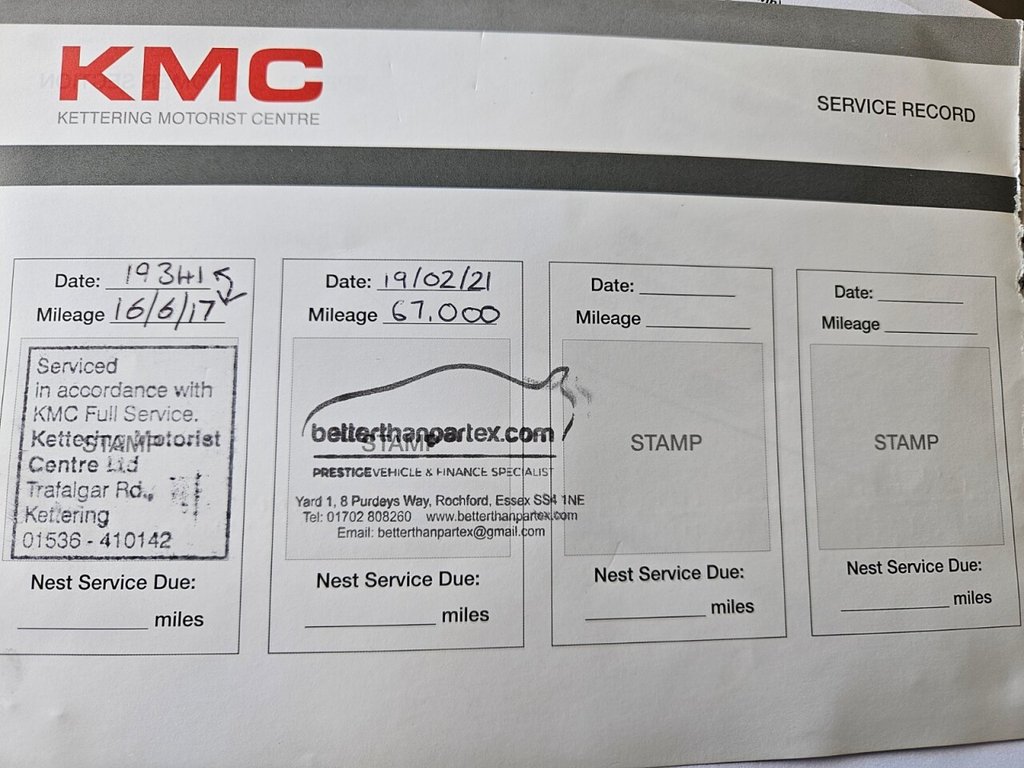 KMC
KETTERING MOTORIST CENTRE
SERVICE RECORD
Date: 19341
Mileage 16/6/17
Serviced
in accordance with
KMC Full Service.
Kettering Motorist
Centre Ltd
Trafalgar Rd.,
Kettering
01536 - 410142
STAMP
Nest Service Due:
miles
Date: 19/02/21
Mileage 67.000
STAMP
betterthanpartex.com
PRESTIGE VEHICLE & FINANCE SPECIALIST
Yard 1, 8 Purdeys Way, Rochford, Essex SS4 1NE
Tel: 01702 808260 www.betterthanpartex.com
Email: betterthanpartex@gmail.com
Nest Service Due:
miles
Date:
Mileage
STAMP
Nest Service Due:
miles
Date:
Mileage
STAMP
Nest Service Due:
miles